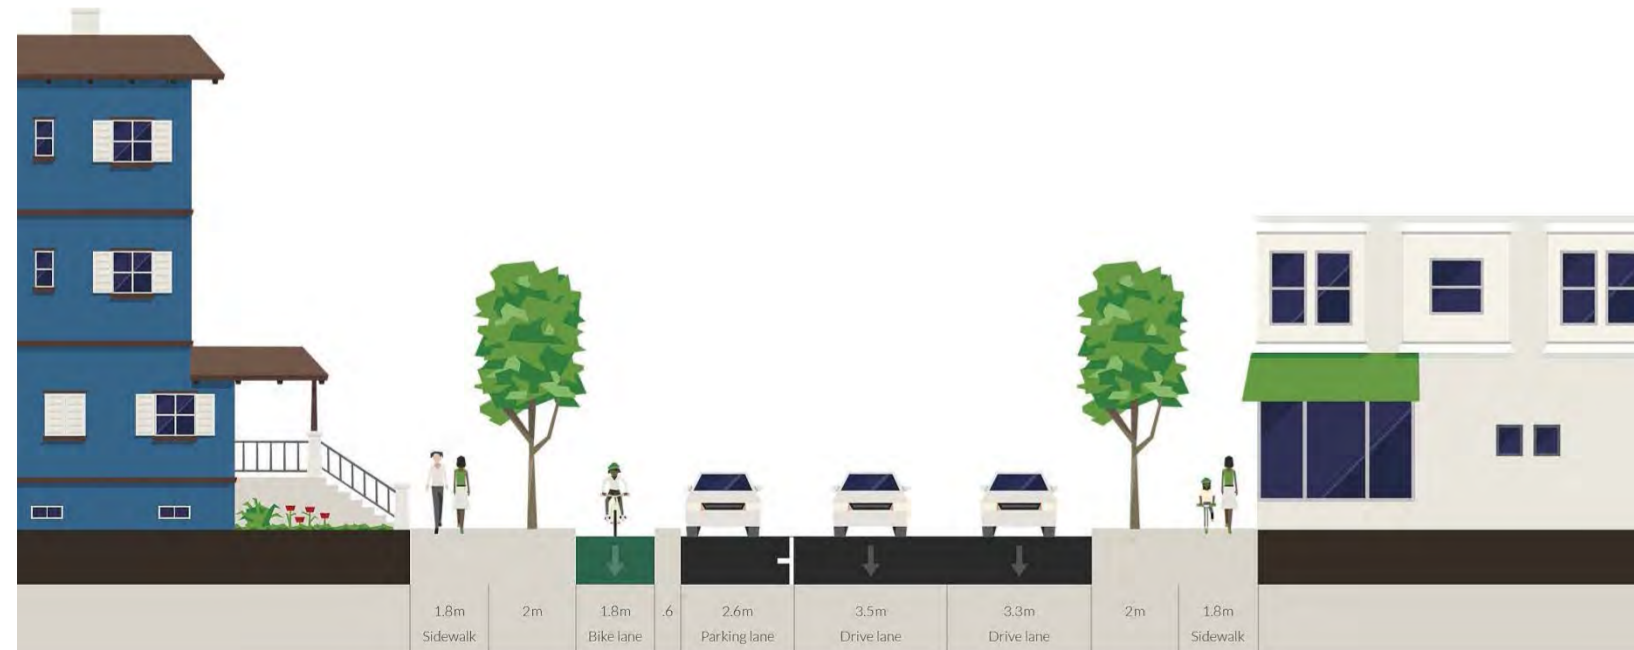 1.8m
Sidewalk
2m
1.8m
Bike lane
.6
2.6m
Parking lane
3.5m
Drive lane
3.3m
Drive lane
2m
1.8m
Sidewalk